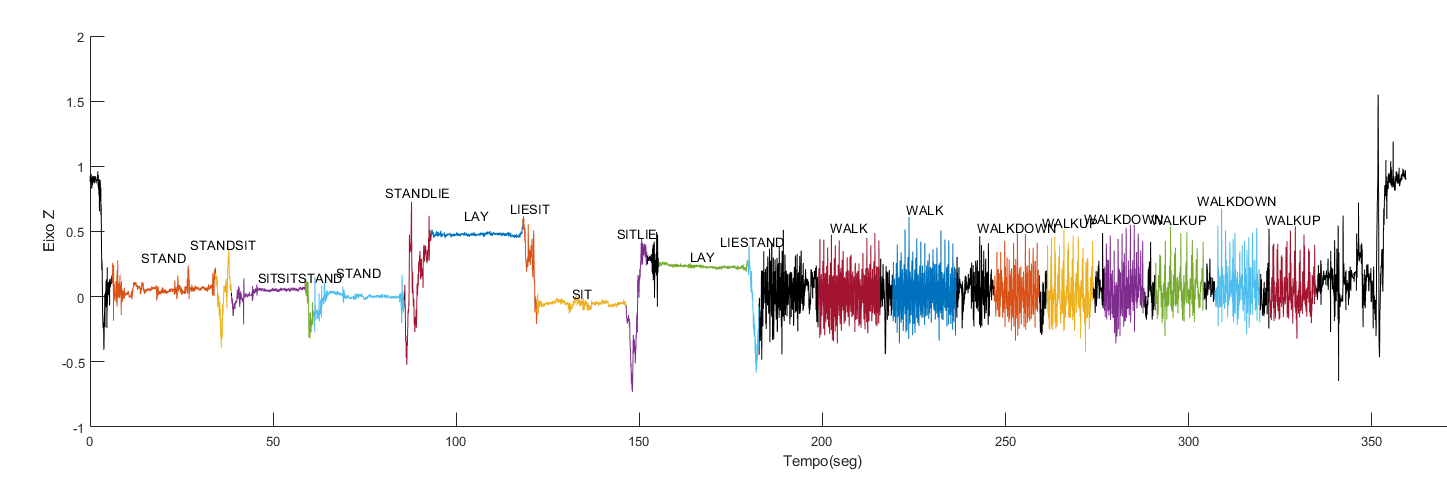 2
1.5
1
0.5
0
-0.5
-1
Eixo Z
STAND
STANDSIT
SIT
SITSTAND
STAND
STANDLIE
LAY
LIESIT
SIT
SITLIE
LAY
LIESTAND
WALK
WALK
WALKDOWN
WALKUP
WALKDOWN
WALKUP
WALKDOWN
WALKUP
0 50 100 150 200 250 300 350
Tempo(seg)